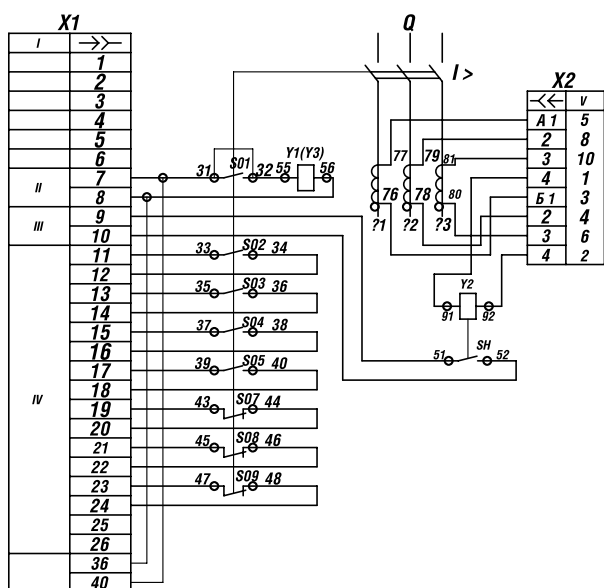 X1
Q
I >
X2
I
V
1
2
3
4
5
6
II
7
8
III
9
10
IV
11
12
13
14
15
16
17
18
19
20
21
22
23
24
25
26
36
40
31 S01 32 55 Y1(Y3) 56
33 S02 34
35 S03 36
37 S04 38
39 S05 40
43 S07 44
45 S08 46
47 S09 48
77 79 81
76 78 80
?1 ?2 ?3
А 1 5
2 8
3 10
4 1
Б 1 3
2 4
3 6
4 2
Y2
91 92
SH
51 52